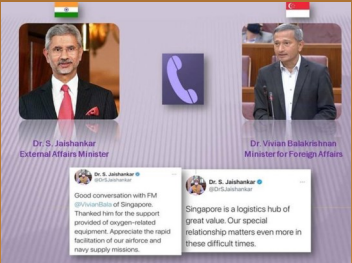 Dr. S. Jaishankar
External Affairs Minister
Dr. Vivian Balakrishnan
Minister for Foreign Affairs
Dr. S. Jaishankar
@DrSJaishankar
Good conversation with FM
@VivianBala of Singapore.
Thanked him for the support
provided of oxygen-related
equipment. Appreciate the rapid
facilitation of our airforce and
navy supply missions.
Dr. S. Jaishankar
@DrSJaishankar
Singapore is a logistics hub of
great value. Our special
relationship matters even more in
these difficult times.